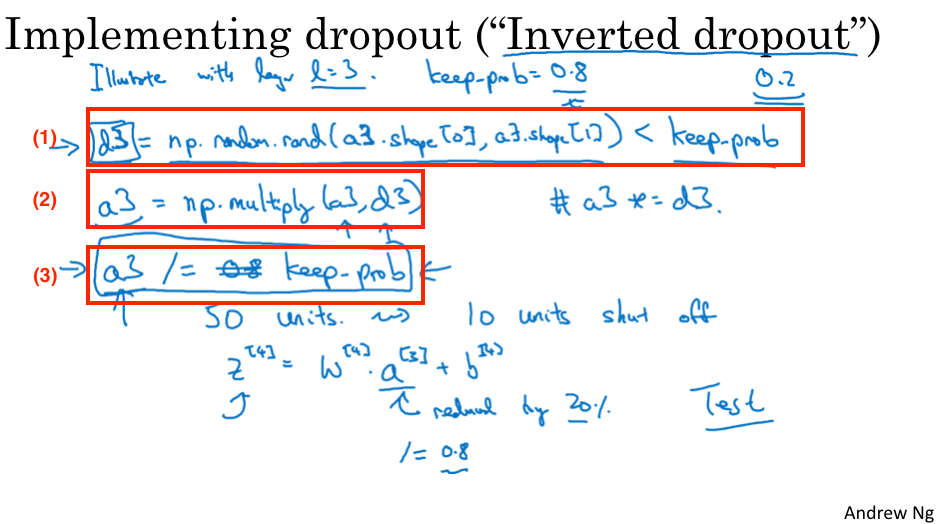 Implementing dropout (“Inverted dropout”)
Illustrate with layer l=3. keep-prob= 0.8 0.2
(1) d3 = np.random.rand(a3.shape[0], a3.shape[1]) < keep-prob
(2) a3 = np.multiply(a3, d3) # a3 *= d3.
(3) a3 /= 0.8 keep-prob
50 units. ⇝ 10 units shut off
z^[4] = W^[4] · a^[3] + b^[4]
reduced by 20%. Test
/= 0.8
Andrew Ng